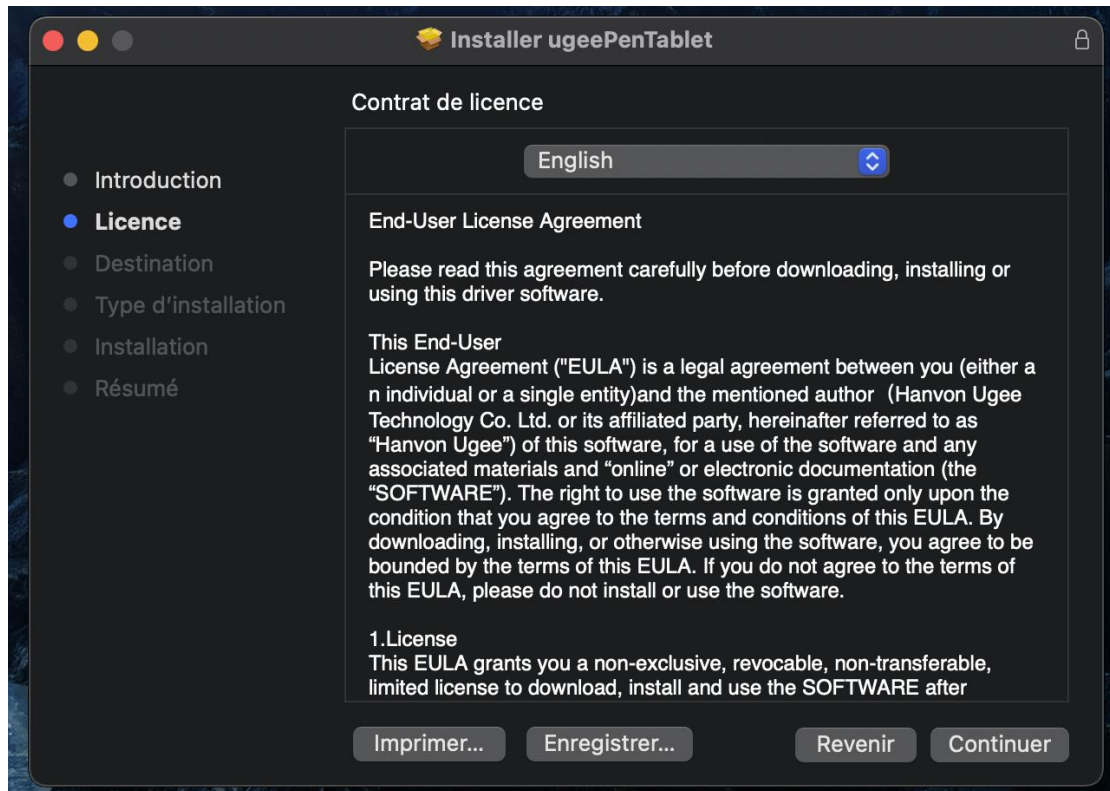 Installer ugeePenTablet
Contrat de licence
English
Introduction
Licence
Destination
Type d’installation
Installation
Résumé
End-User License Agreement
Please read this agreement carefully before downloading, installing or
using this driver software.
This End-User
License Agreement ("EULA") is a legal agreement between you (either a
n individual or a single entity)and the mentioned author（Hanvon Ugee
Technology Co. Ltd. or its affiliated party, hereinafter referred to as
“Hanvon Ugee”) of this software, for a use of the software and any
associated materials and “online” or electronic documentation (the
“SOFTWARE”). The right to use the software is granted only upon the
condition that you agree to the terms and conditions of this EULA. By
downloading, installing, or otherwise using the software, you agree to be
bounded by the terms of this EULA. If you do not agree to the terms of
this EULA, please do not install or use the software.
1.License
This EULA grants you a non-exclusive, revocable, non-transferable,
limited license to download, install and use the SOFTWARE after
Imprimer...
Enregistrer...
Revenir
Continuer